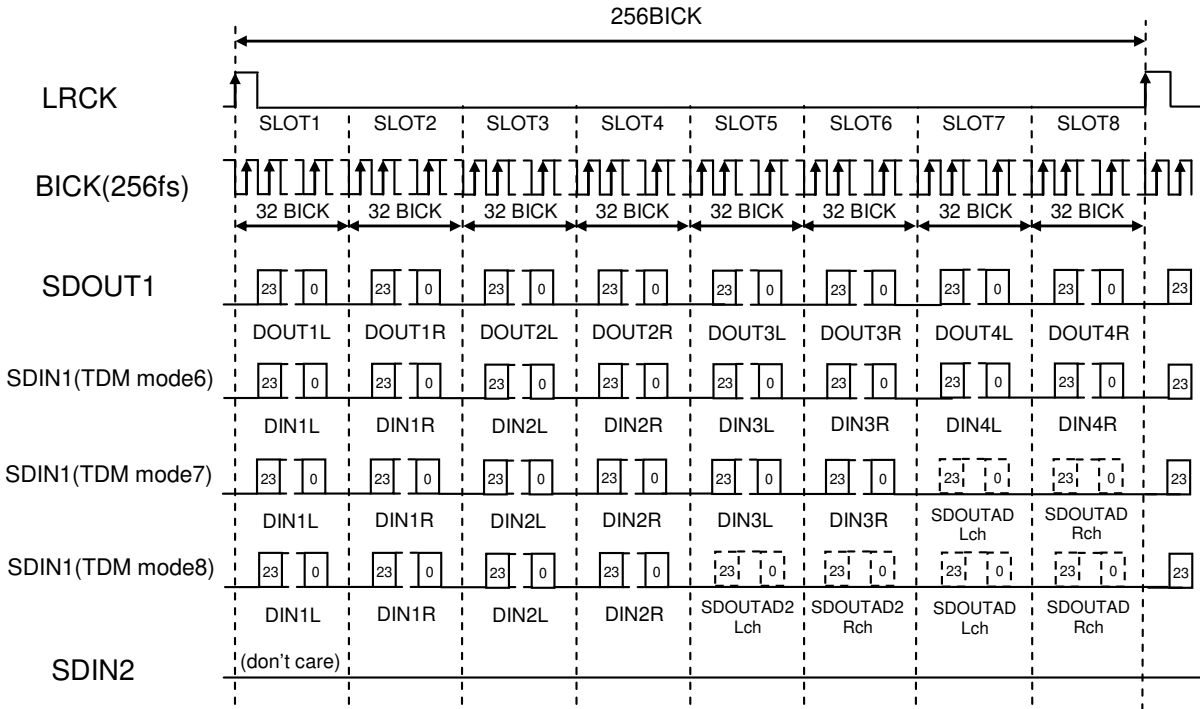 256BICK
LRCK
SLOT1 SLOT2 SLOT3 SLOT4 SLOT5 SLOT6 SLOT7 SLOT8
BICK(256fs)
32 BICK 32 BICK 32 BICK 32 BICK 32 BICK 32 BICK 32 BICK 32 BICK
SDOUT1
23 0 23 0 23 0 23 0 23 0 23 0 23 0 23 0 23
DOUT1L DOUT1R DOUT2L DOUT2R DOUT3L DOUT3R DOUT4L DOUT4R
SDIN1(TDM mode6)
23 0 23 0 23 0 23 0 23 0 23 0 23 0 23 0 23
DIN1L DIN1R DIN2L DIN2R DIN3L DIN3R DIN4L DIN4R
SDIN1(TDM mode7)
23 0 23 0 23 0 23 0 23 0 23 0 23 0 23 0 23
DIN1L DIN1R DIN2L DIN2R DIN3L DIN3R SDOUTAD Lch SDOUTAD Rch
SDIN1(TDM mode8)
23 0 23 0 23 0 23 0 23 0 23 0 23 0 23 0 23
DIN1L DIN1R DIN2L DIN2R SDOUTAD2 Lch SDOUTAD2 Rch SDOUTAD Lch SDOUTAD Rch
SDIN2
(don't care)